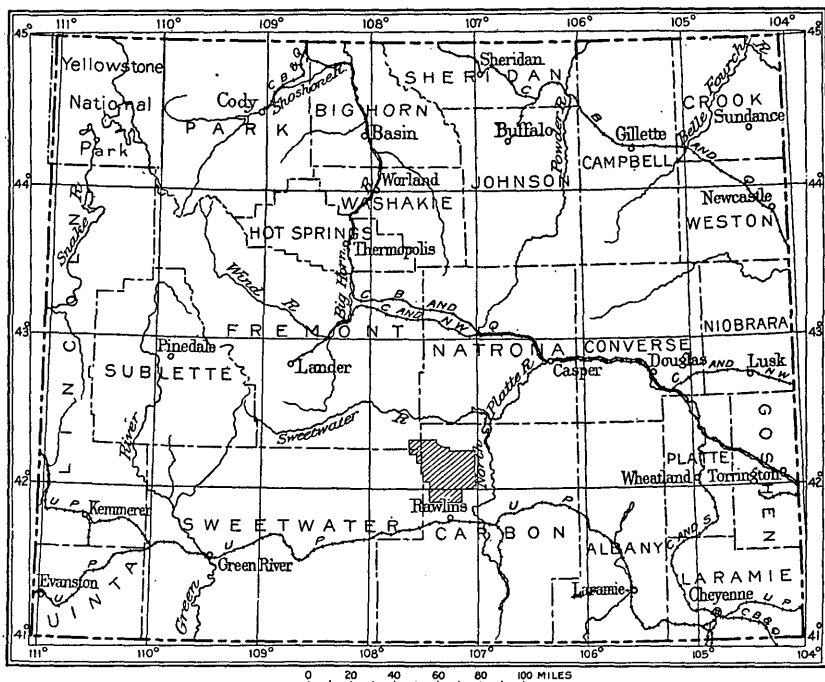 111° 110° 109° 108° 107° 106° 105° 104°
45° 45°
Yellowstone
National
Park
C B & Q
Shoshone R.
Cody
PARK
BIG HORN
Basin
SHERIDAN
Sheridan
C B AND Q
Buffalo
Powder R
Gillette
CAMPBELL
Belle Fourch R.
CROOK
Sundance
44° 44°
Worland
WASHAKIE
JOHNSON
Newcastle
WESTON
Snake R
HOT SPRINGS
Thermopolis
Big Horn R
Wind R
C B AND Q
C AND NW
43° 43°
LINCOLN
FREMONT
NATRONA
CONVERSE
NIOBRARA
Pinedale
SUBLETTE
Lander
Casper
Douglas
Lusk
C AND NW
Sweetwater R
North Platte R
GOSHEN
PLATTE
Wheatland
Torrington
42° 42°
River
Rawlins
U P
Kemmerer
SWEETWATER
CARBON
U P
C AND S
ALBANY
U P
Green River
U P
Evanston
UINTA
Green
Laramie
LARAMIE
Cheyenne
U P
C B & Q
41° 41°
111° 110° 109° 108° 107° 106° 105° 104°
0 20 40 60 80 100 MILES